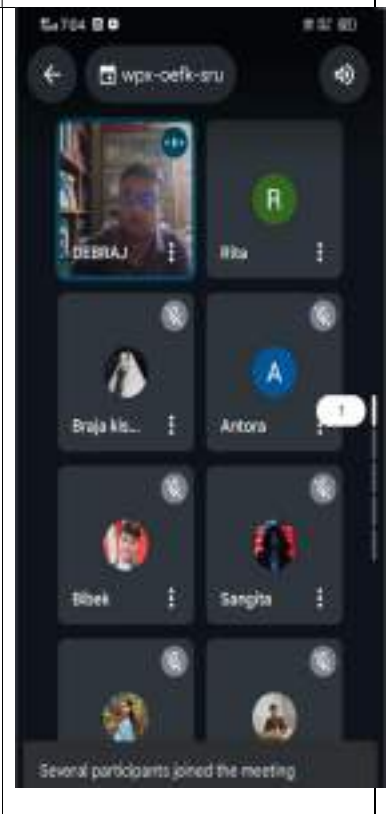 7:04
wpx-oefk-sru
DEBRAJ
R
Rita
Braja kis...
A
Antora
1
Bibek
Sangita
Several participants joined the meeting